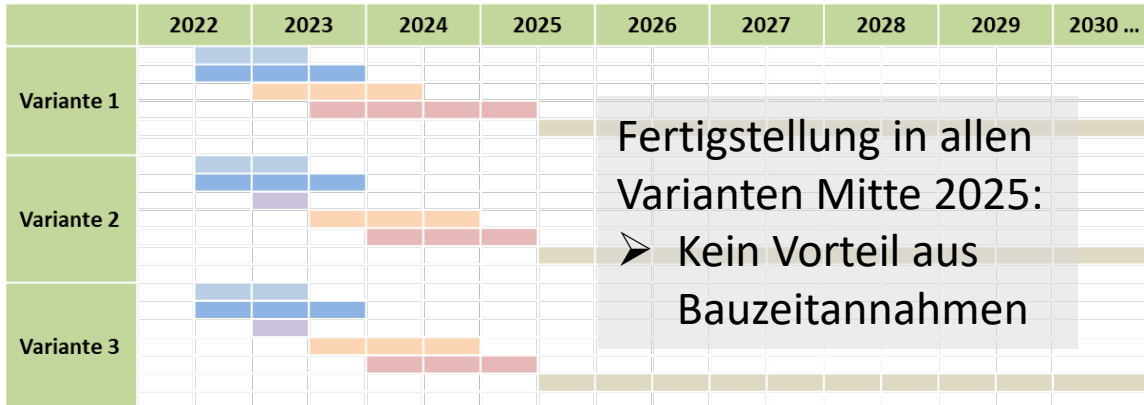 2022 2023 2024 2025 2026 2027 2028 2029 2030 ...
Variante 1
Fertigstellung in allen
Varianten Mitte 2025:
➢ Kein Vorteil aus
Bauzeitannahmen
Variante 2
Variante 3